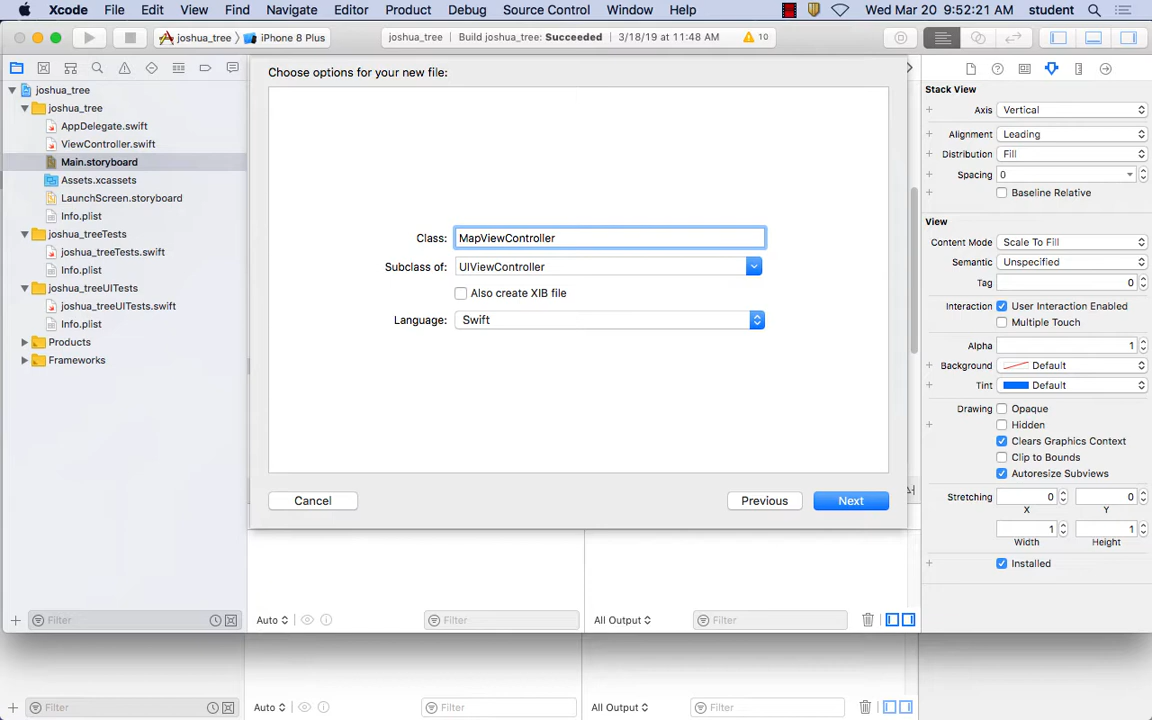 Xcode File Edit View Find Navigate Editor Product Debug Source Control Window Help Wed Mar 20 9:52:21 AM student
joshua_tree iPhone 8 Plus joshua_tree Build joshua_tree: Succeeded 3/18/19 at 11:48 AM 10
Choose options for your new file:
joshua_tree
joshua_tree
AppDelegate.swift
ViewController.swift
Main.storyboard
Assets.xcassets
LaunchScreen.storyboard
Info.plist
joshua_treeTests
joshua_treeTests.swift
Info.plist
joshua_treeUITests
joshua_treeUITests.swift
Info.plist
Products
Frameworks
Class: MapViewController
Subclass of: UIViewController
Also create XIB file
Language: Swift
Cancel Previous Next
Stack View
Axis Vertical
Alignment Leading
Distribution Fill
Spacing 0
Baseline Relative
View
Content Mode Scale To Fill
Semantic Unspecified
Tag 0
Interaction User Interaction Enabled
Multiple Touch
Alpha 1
Background Default
Tint Default
Drawing Opaque
Hidden
Clears Graphics Context
Clip to Bounds
Autoresize Subviews
Stretching 0 0
X Y
1 1
Width Height
Installed
Filter Auto Filter All Output Filter
Filter Auto Filter All Output Filter